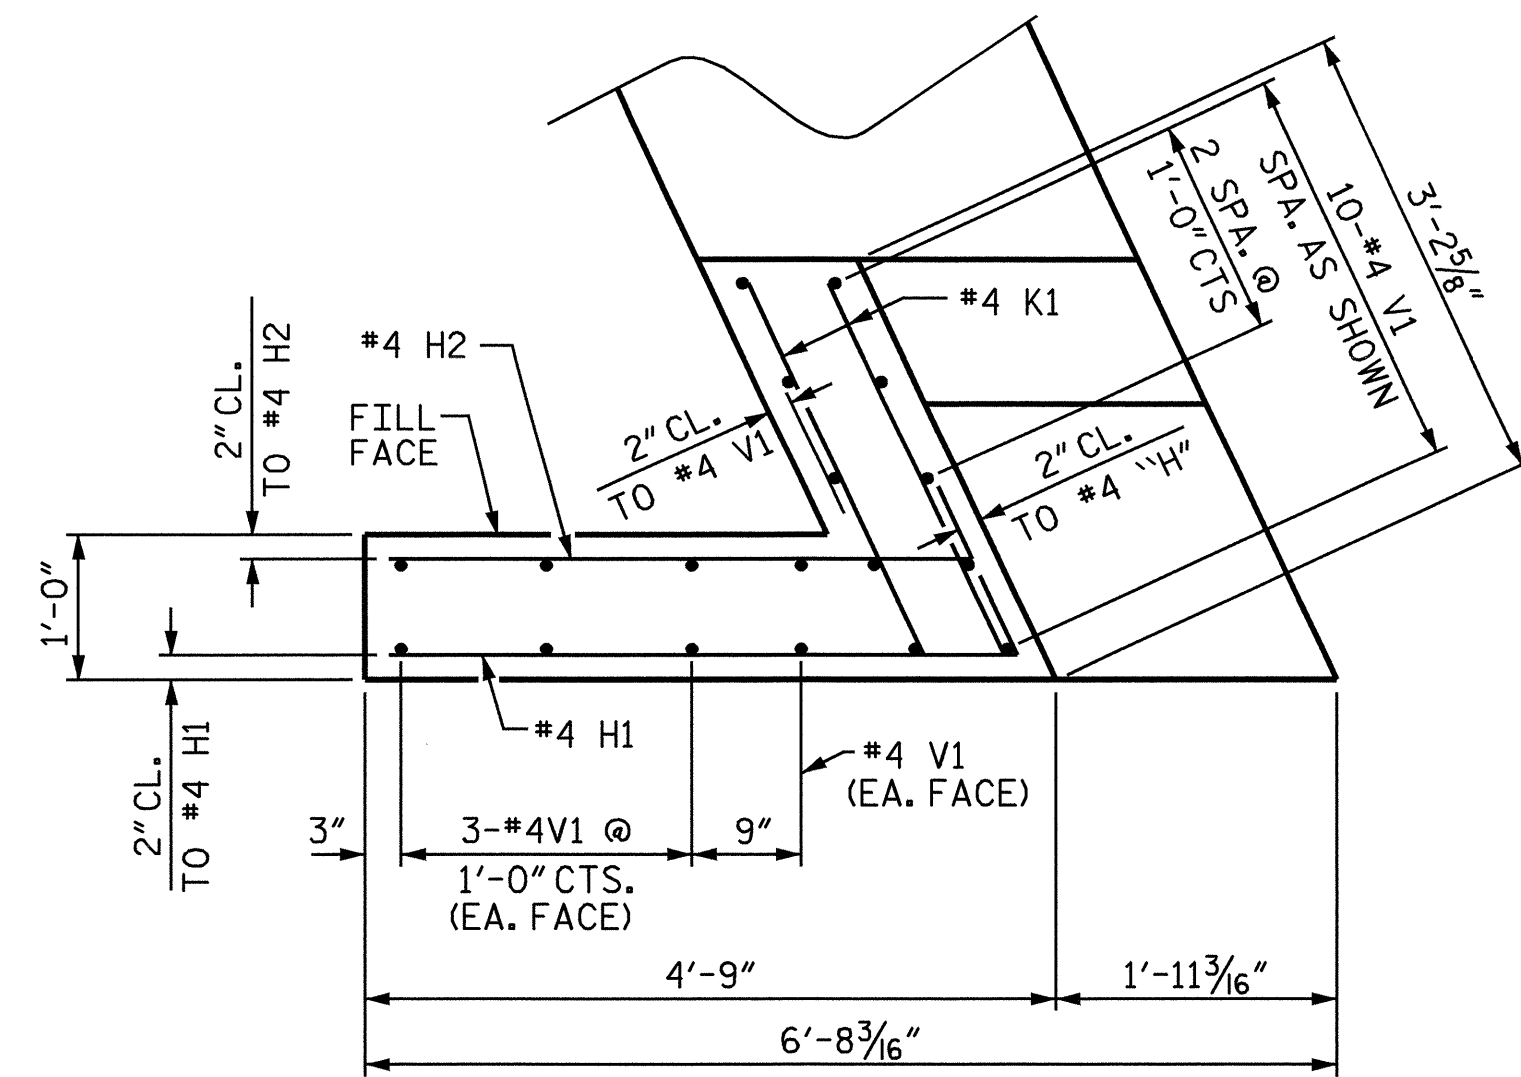 3'-2 5/8"
10-#4 V1
SPA. AS SHOWN
2 SPA. @
1'-0" CTS
#4 K1
#4 H2
2" CL.
TO #4 H2
FILL
FACE
2" CL.
TO #4 V1
2" CL.
TO #4 "H"
1'-0"
#4 H1
2" CL.
TO #4 H1
#4 V1
(EA. FACE)
3"
3-#4V1 @
1'-0" CTS.
(EA. FACE)
9"
4'-9"
1'-11 3/16"
6'-8 3/16"